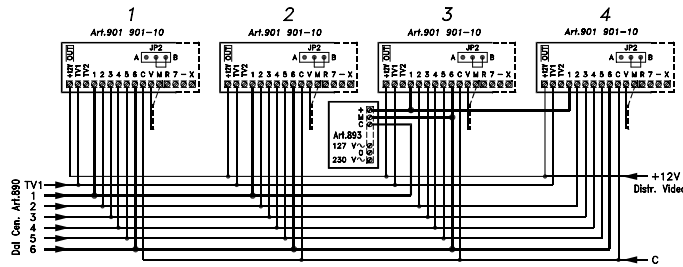 1 2 3 4
Art.901 901-10 Art.901 901-10 Art.901 901-10 Art.901 901-10
OUT JP2 OUT JP2 OUT JP2 OUT JP2
A B A B A B A B
+12V TV1 TV2 1 2 3 4 5 6 C V M R 7 - X
+12V TV1 TV2 1 2 3 4 5 6 C V M R 7 - X
+12V TV1 TV2 1 2 3 4 5 6 C V M R 7 - X
+12V TV1 TV2 1 2 3 4 5 6 C V M R 7 - X
+
M
C
Art.893
127 V~
0
230 V~
Dal Cen. Art.890
TV1
1
2
3
4
5
6
+12V
Distr. Video
C